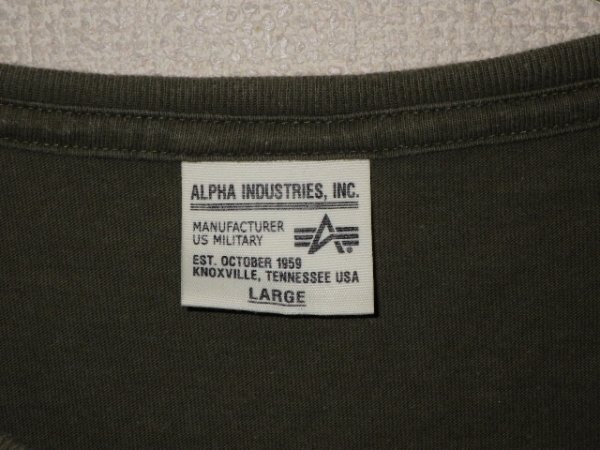 ALPHA INDUSTRIES, INC.
MANUFACTURER
US MILITARY
EST. OCTOBER 1959
KNOXVILLE, TENNESSEE USA
LARGE